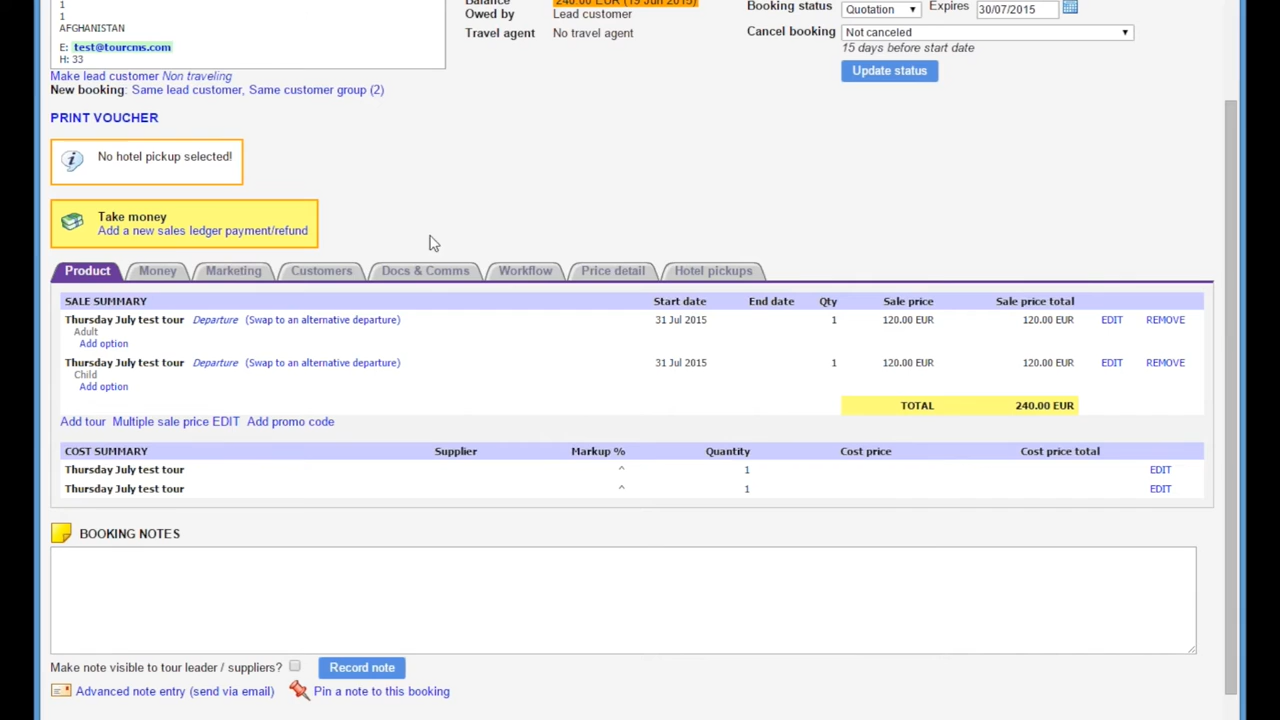 1
1
AFGHANISTAN
E: test@tourcms.com
H: 33
Balance 240.00 EUR (19 Jun 2015)
Owed by Lead customer
Travel agent No travel agent
Booking status Quotation Expires 30/07/2015
Cancel booking Not canceled
15 days before start date
Update status
Make lead customer Non traveling
New booking: Same lead customer, Same customer group (2)
PRINT VOUCHER
No hotel pickup selected!
Take money
Add a new sales ledger payment/refund
Product Money Marketing Customers Docs & Comms Workflow Price detail Hotel pickups
SALE SUMMARY Start date End date Qty Sale price Sale price total
Thursday July test tour Departure (Swap to an alternative departure) 31 Jul 2015 1 120.00 EUR 120.00 EUR EDIT REMOVE
Adult
Add option
Thursday July test tour Departure (Swap to an alternative departure) 31 Jul 2015 1 120.00 EUR 120.00 EUR EDIT REMOVE
Child
Add option
TOTAL 240.00 EUR
Add tour Multiple sale price EDIT Add promo code
COST SUMMARY Supplier Markup % Quantity Cost price Cost price total
Thursday July test tour ^ 1 EDIT
Thursday July test tour ^ 1 EDIT
BOOKING NOTES
Make note visible to tour leader / suppliers? Record note
Advanced note entry (send via email) Pin a note to this booking